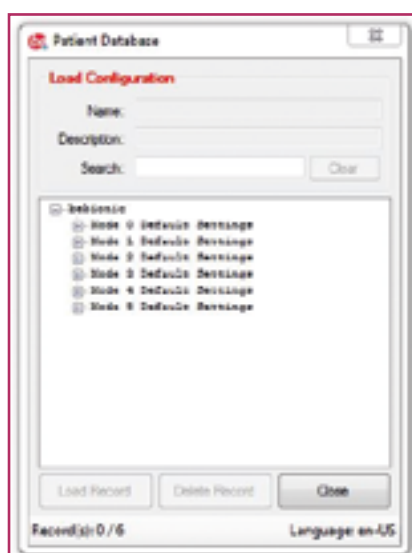 Patient Database
Load Configuration
Name:
Description:
Search:
Clear
bebionic
Mode 0 Default Settings
Mode 1 Default Settings
Mode 2 Default Settings
Mode 3 Default Settings
Mode 4 Default Settings
Mode 5 Default Settings
Load Record Delete Record Close
Record(s): 0 / 6 Language: en-US